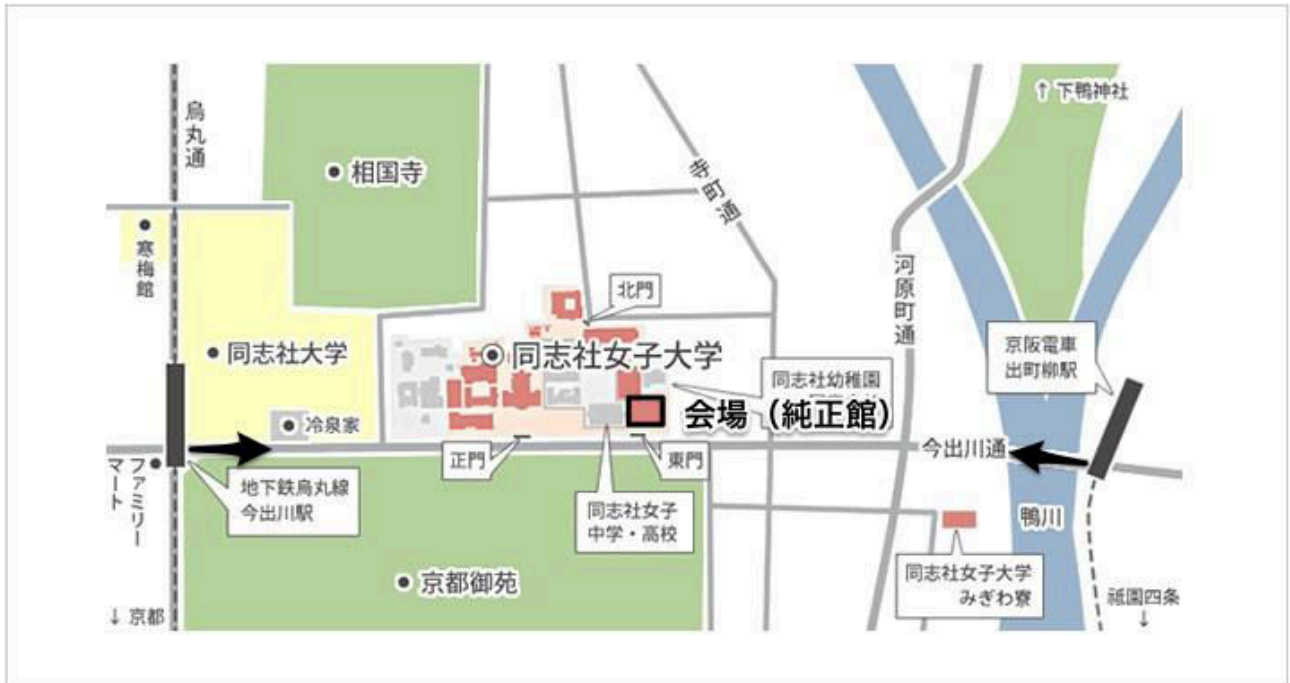 烏丸通
相国寺
寺町通
↑ 下鴨神社
寒梅館
河原町通
北門
同志社大学
同志社女子大学
京阪電車
出町柳駅
同志社幼稚園
会場（純正館）
冷泉家
正門
東門
今出川通
ファミリー
マート
地下鉄烏丸線
今出川駅
同志社女子
中学・高校
鴨川
同志社女子大学
みぎわ寮
京都御苑
↓ 京都
祗園四条
↓